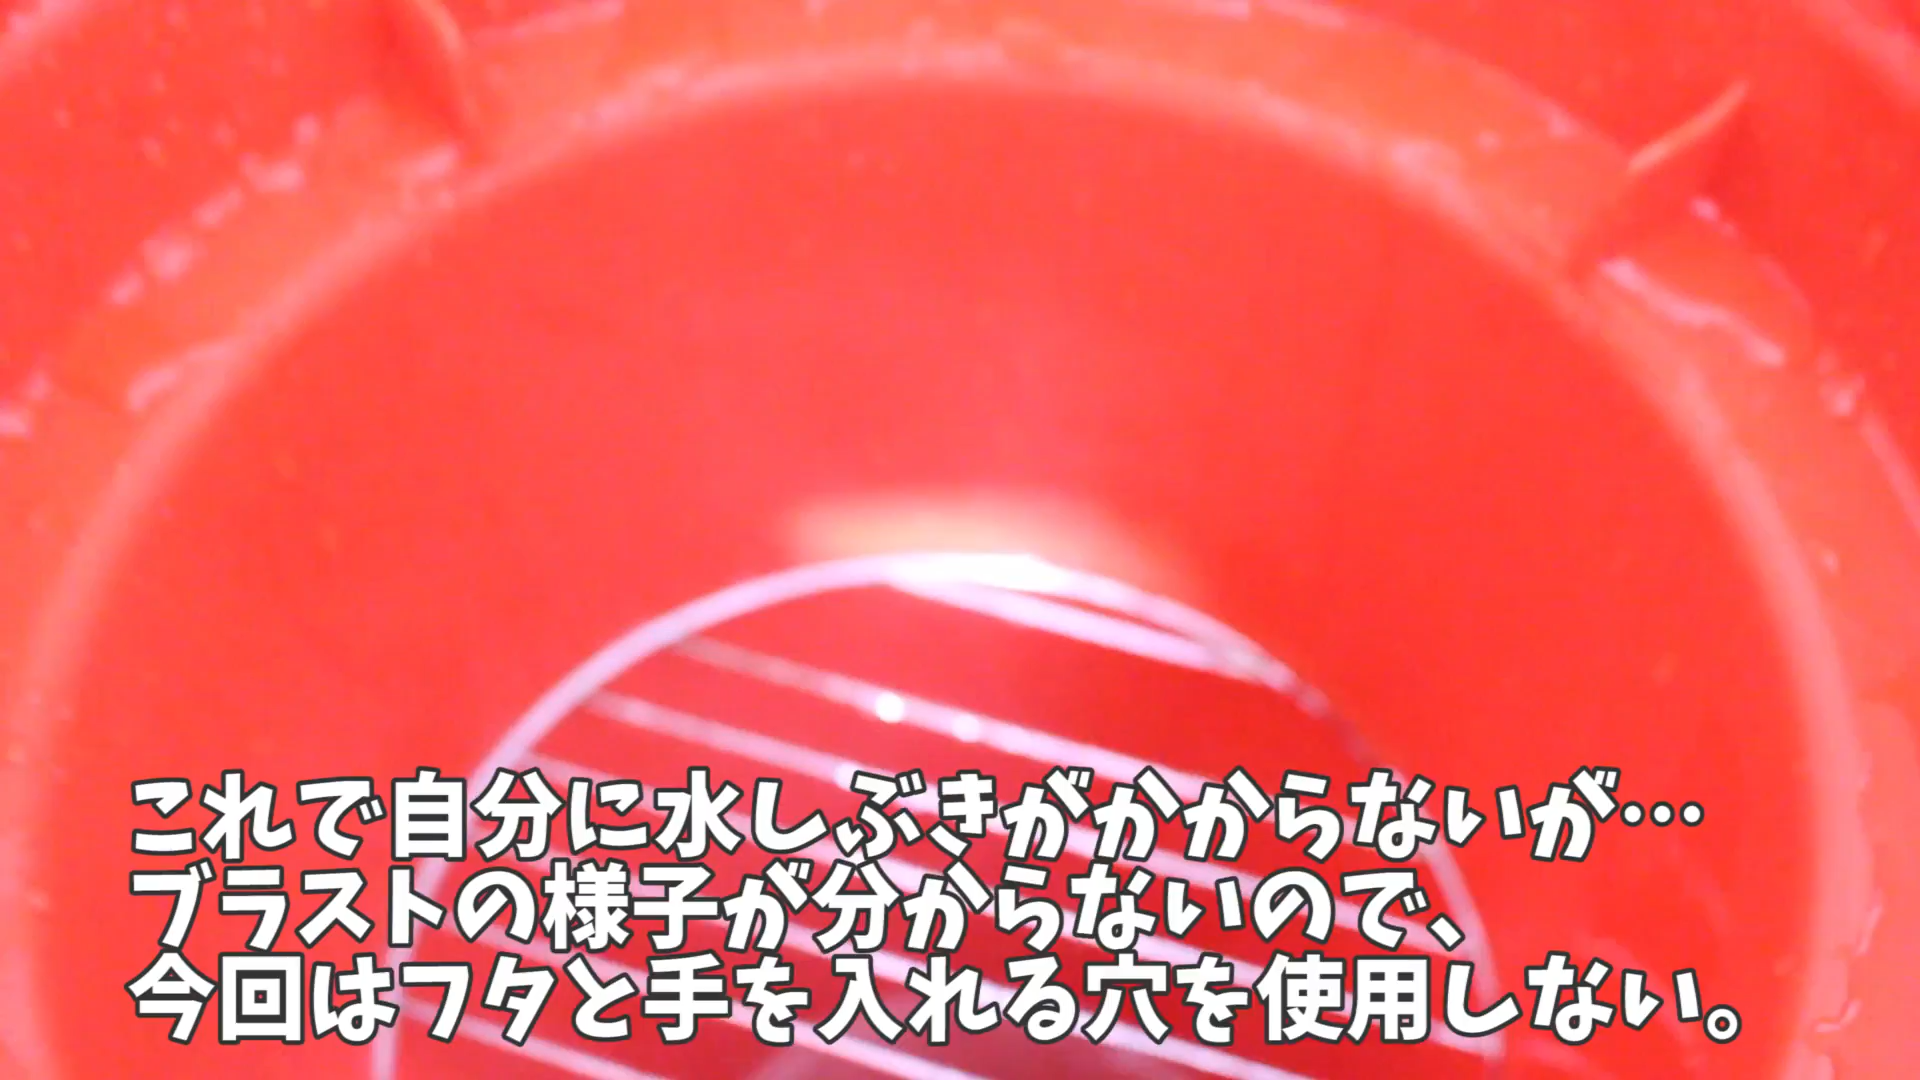 これで自分に水しぶきがかからないが…
ブラストの様子が分からないので、
今回はフタと手を入れる穴を使用しない。